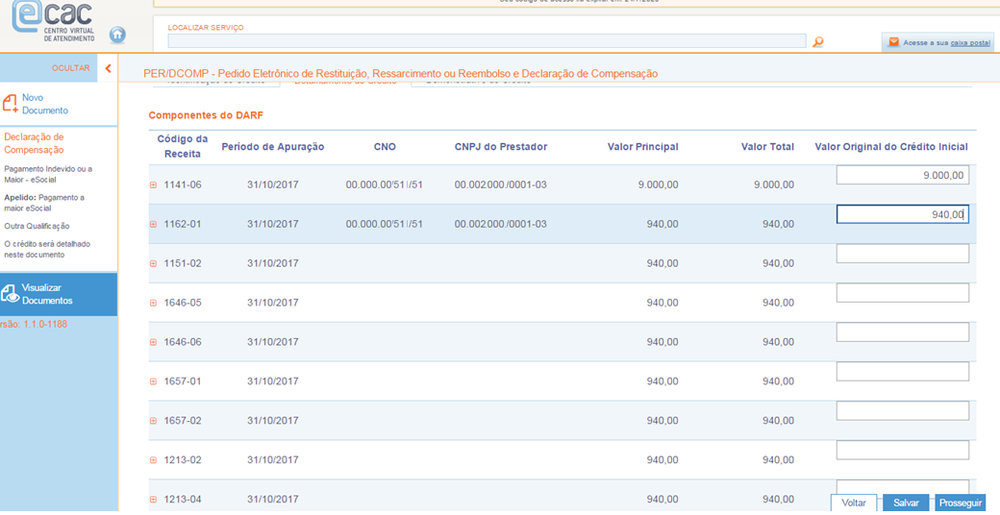 ecac
CENTRO VIRTUAL
DE ATENDIMENTO
LOCALIZAR SERVIÇO
Acesse a sua caixa postal
OCULTAR
PER/DCOMP - Pedido Eletrônico de Restituição, Ressarcimento ou Reembolso e Declaração de Compensação
Novo
Documento
Declaração de
Compensação
Pagamento Indevido ou a
Maior - eSocial
Apelido: Pagamento a
maior eSocial
Outra Qualificação
O crédito será detalhado
neste documento
Visualizar
Documentos
rsão: 1.1.0-1188
Componentes do DARF
Código da Receita Período de Apuração CNO CNPJ do Prestador Valor Principal Valor Total Valor Original do Crédito Inicial
1141-06 31/10/2017 00.000.00/51 /51 00.002.000./0001-03 9.000,00 9.000,00 9.000,00
1162-01 31/10/2017 00.000.00/51 /51 00.002.000./0001-03 940,00 940,00 940,00
1151-02 31/10/2017 940,00 940,00
1646-05 31/10/2017 940,00 940,00
1646-06 31/10/2017 940,00 940,00
1657-01 31/10/2017 940,00 940,00
1657-02 31/10/2017 940,00 940,00
1213-02 31/10/2017 940,00 940,00
1213-04 31/10/2017 940,00 940,00
Voltar Salvar Prosseguir